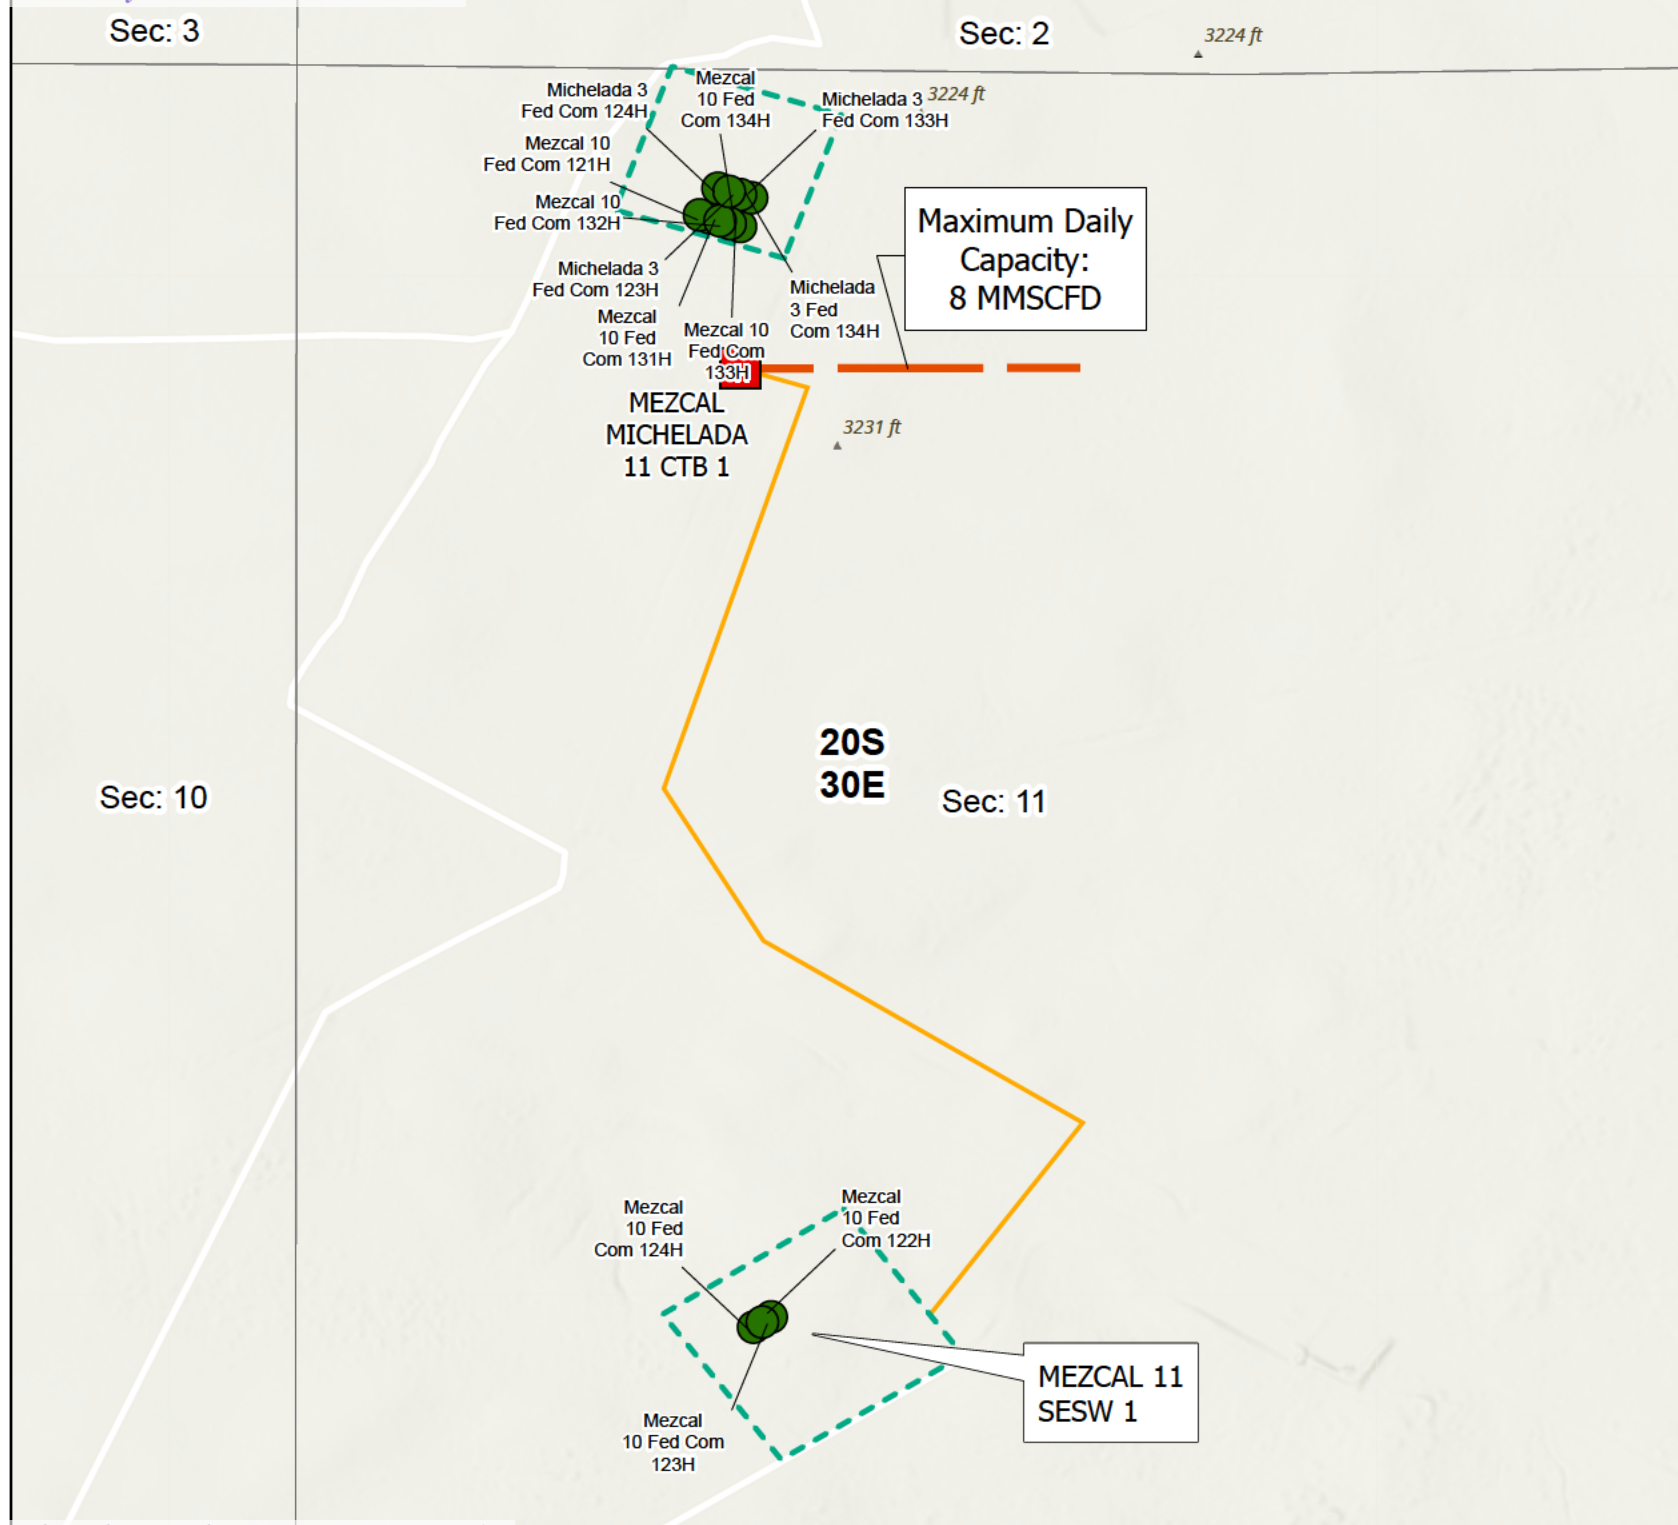 Sec: 3
Sec: 2
3224 ft
Michelada 3
Fed Com 124H
Mezcal
10 Fed
Com 134H
Michelada 3
Fed Com 133H
3224 ft
Mezcal 10
Fed Com 121H
Mezcal 10
Fed Com 132H
Maximum Daily
Capacity:
8 MMSCFD
Michelada 3
Fed Com 123H
Mezcal
10 Fed
Com 131H
Mezcal 10
Fed Com
133H
Michelada
3 Fed
Com 134H
MEZCAL
MICHELADA
11 CTB 1
3231 ft
20S
30E
Sec: 10
Sec: 11
Mezcal
10 Fed
Com 124H
Mezcal
10 Fed
Com 122H
MEZCAL 11
SESW 1
Mezcal
10 Fed Com
123H